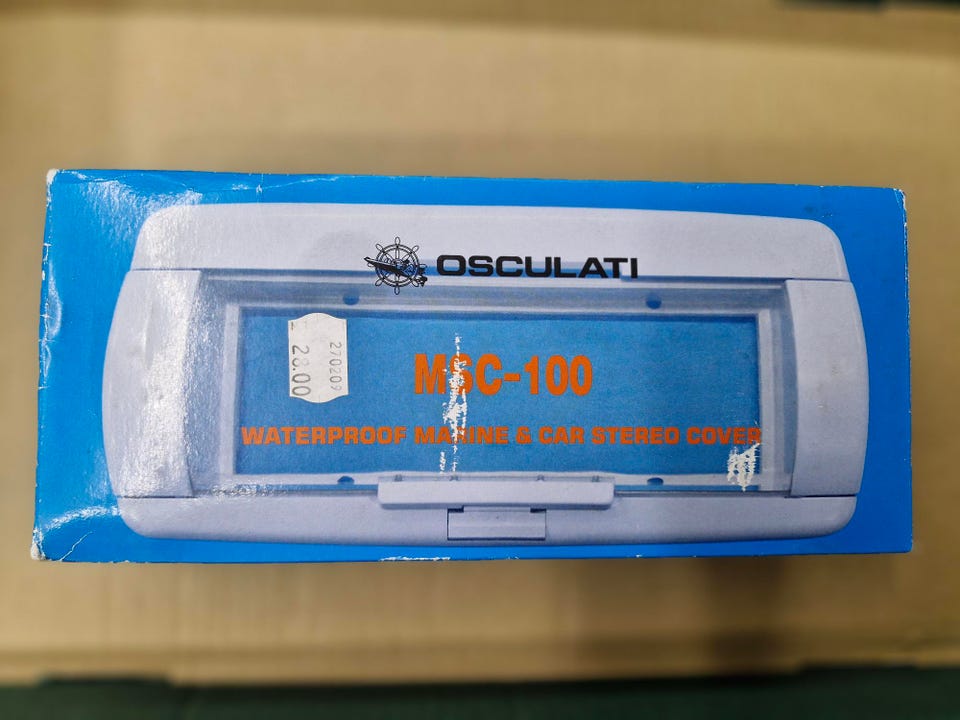 OSCULATI
270209
28.00
MSC-100
WATERPROOF MARINE & CAR STEREO COVER